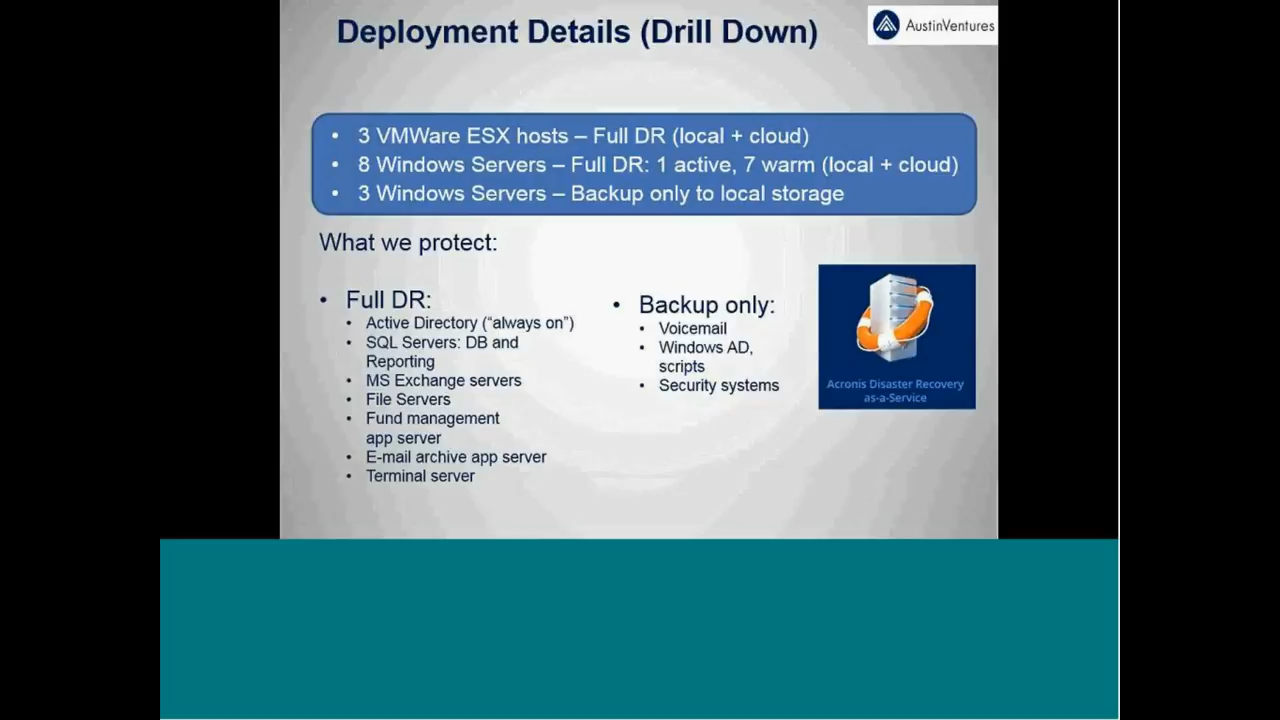 Deployment Details (Drill Down)
AustinVentures
• 3 VMWare ESX hosts – Full DR (local + cloud)
• 8 Windows Servers – Full DR: 1 active, 7 warm (local + cloud)
• 3 Windows Servers – Backup only to local storage
What we protect:
• Full DR:
• Active Directory (“always on”)
• SQL Servers: DB and
Reporting
• MS Exchange servers
• File Servers
• Fund management
app server
• E-mail archive app server
• Terminal server
• Backup only:
• Voicemail
• Windows AD,
scripts
• Security systems
Acronis Disaster Recovery
as-a-Service